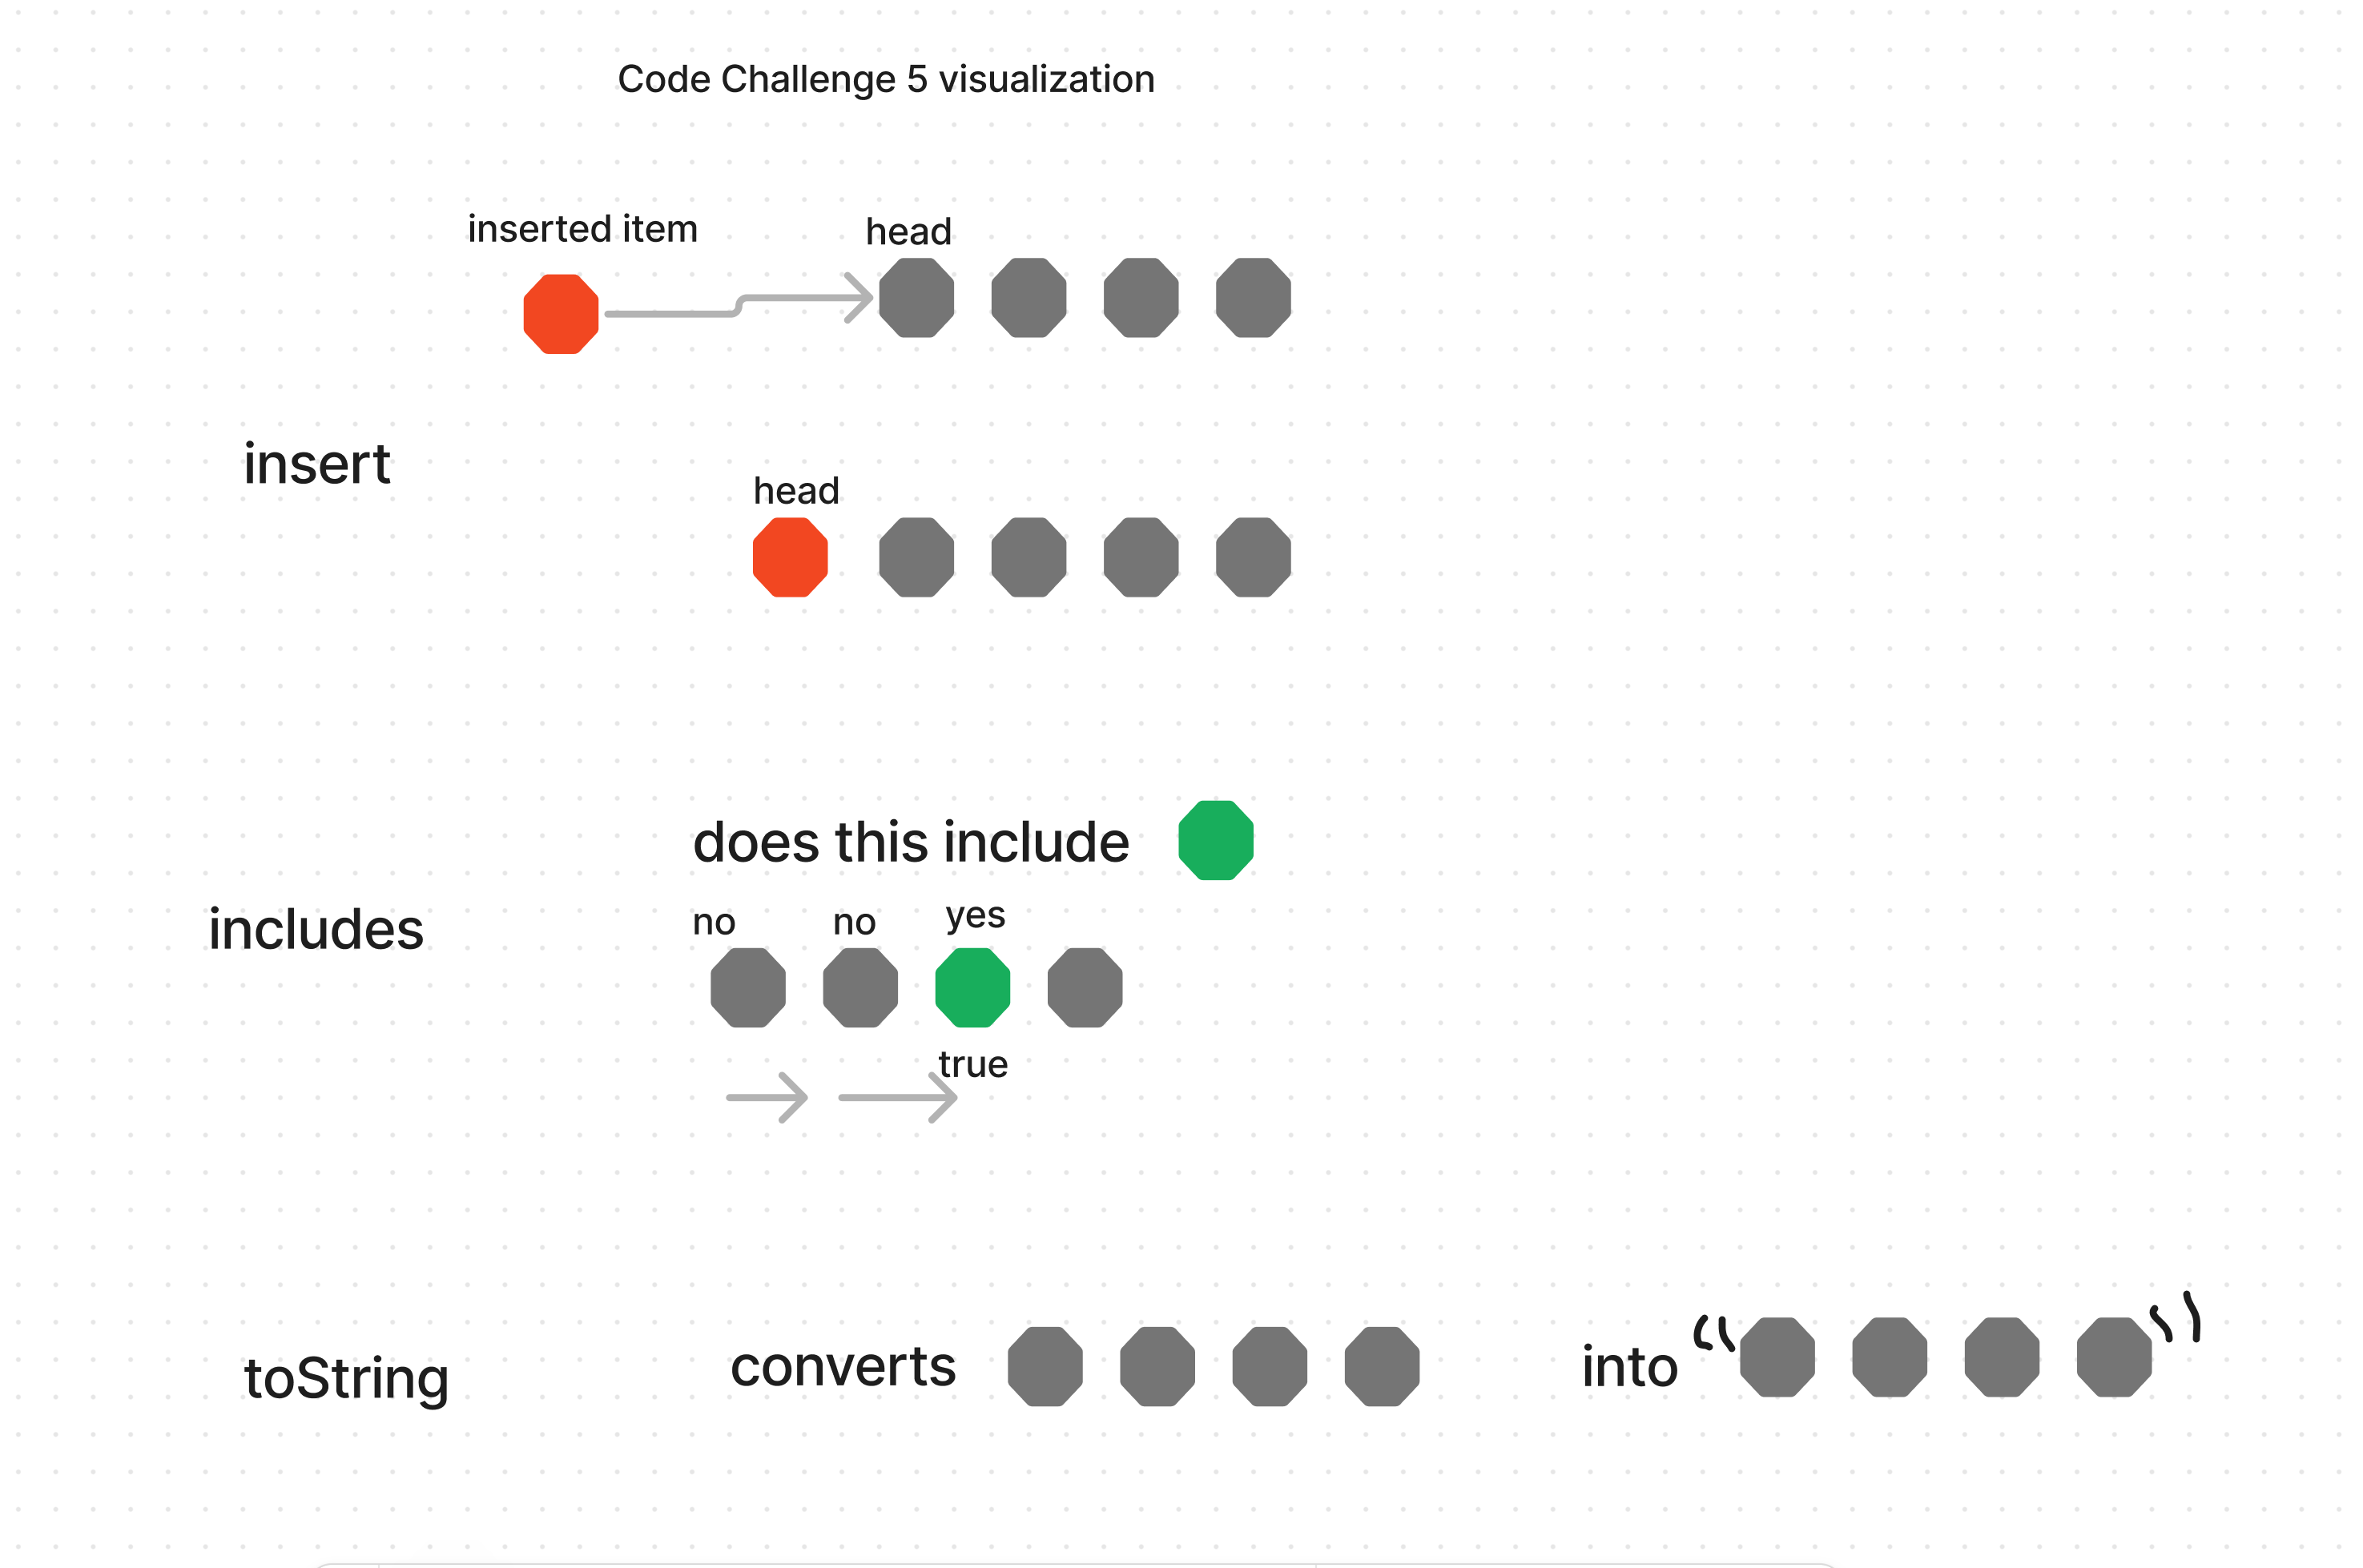 Code Challenge 5 visualization
inserted item
head
insert
head
does this include
includes
no no yes
true
toString
converts
into “ ”